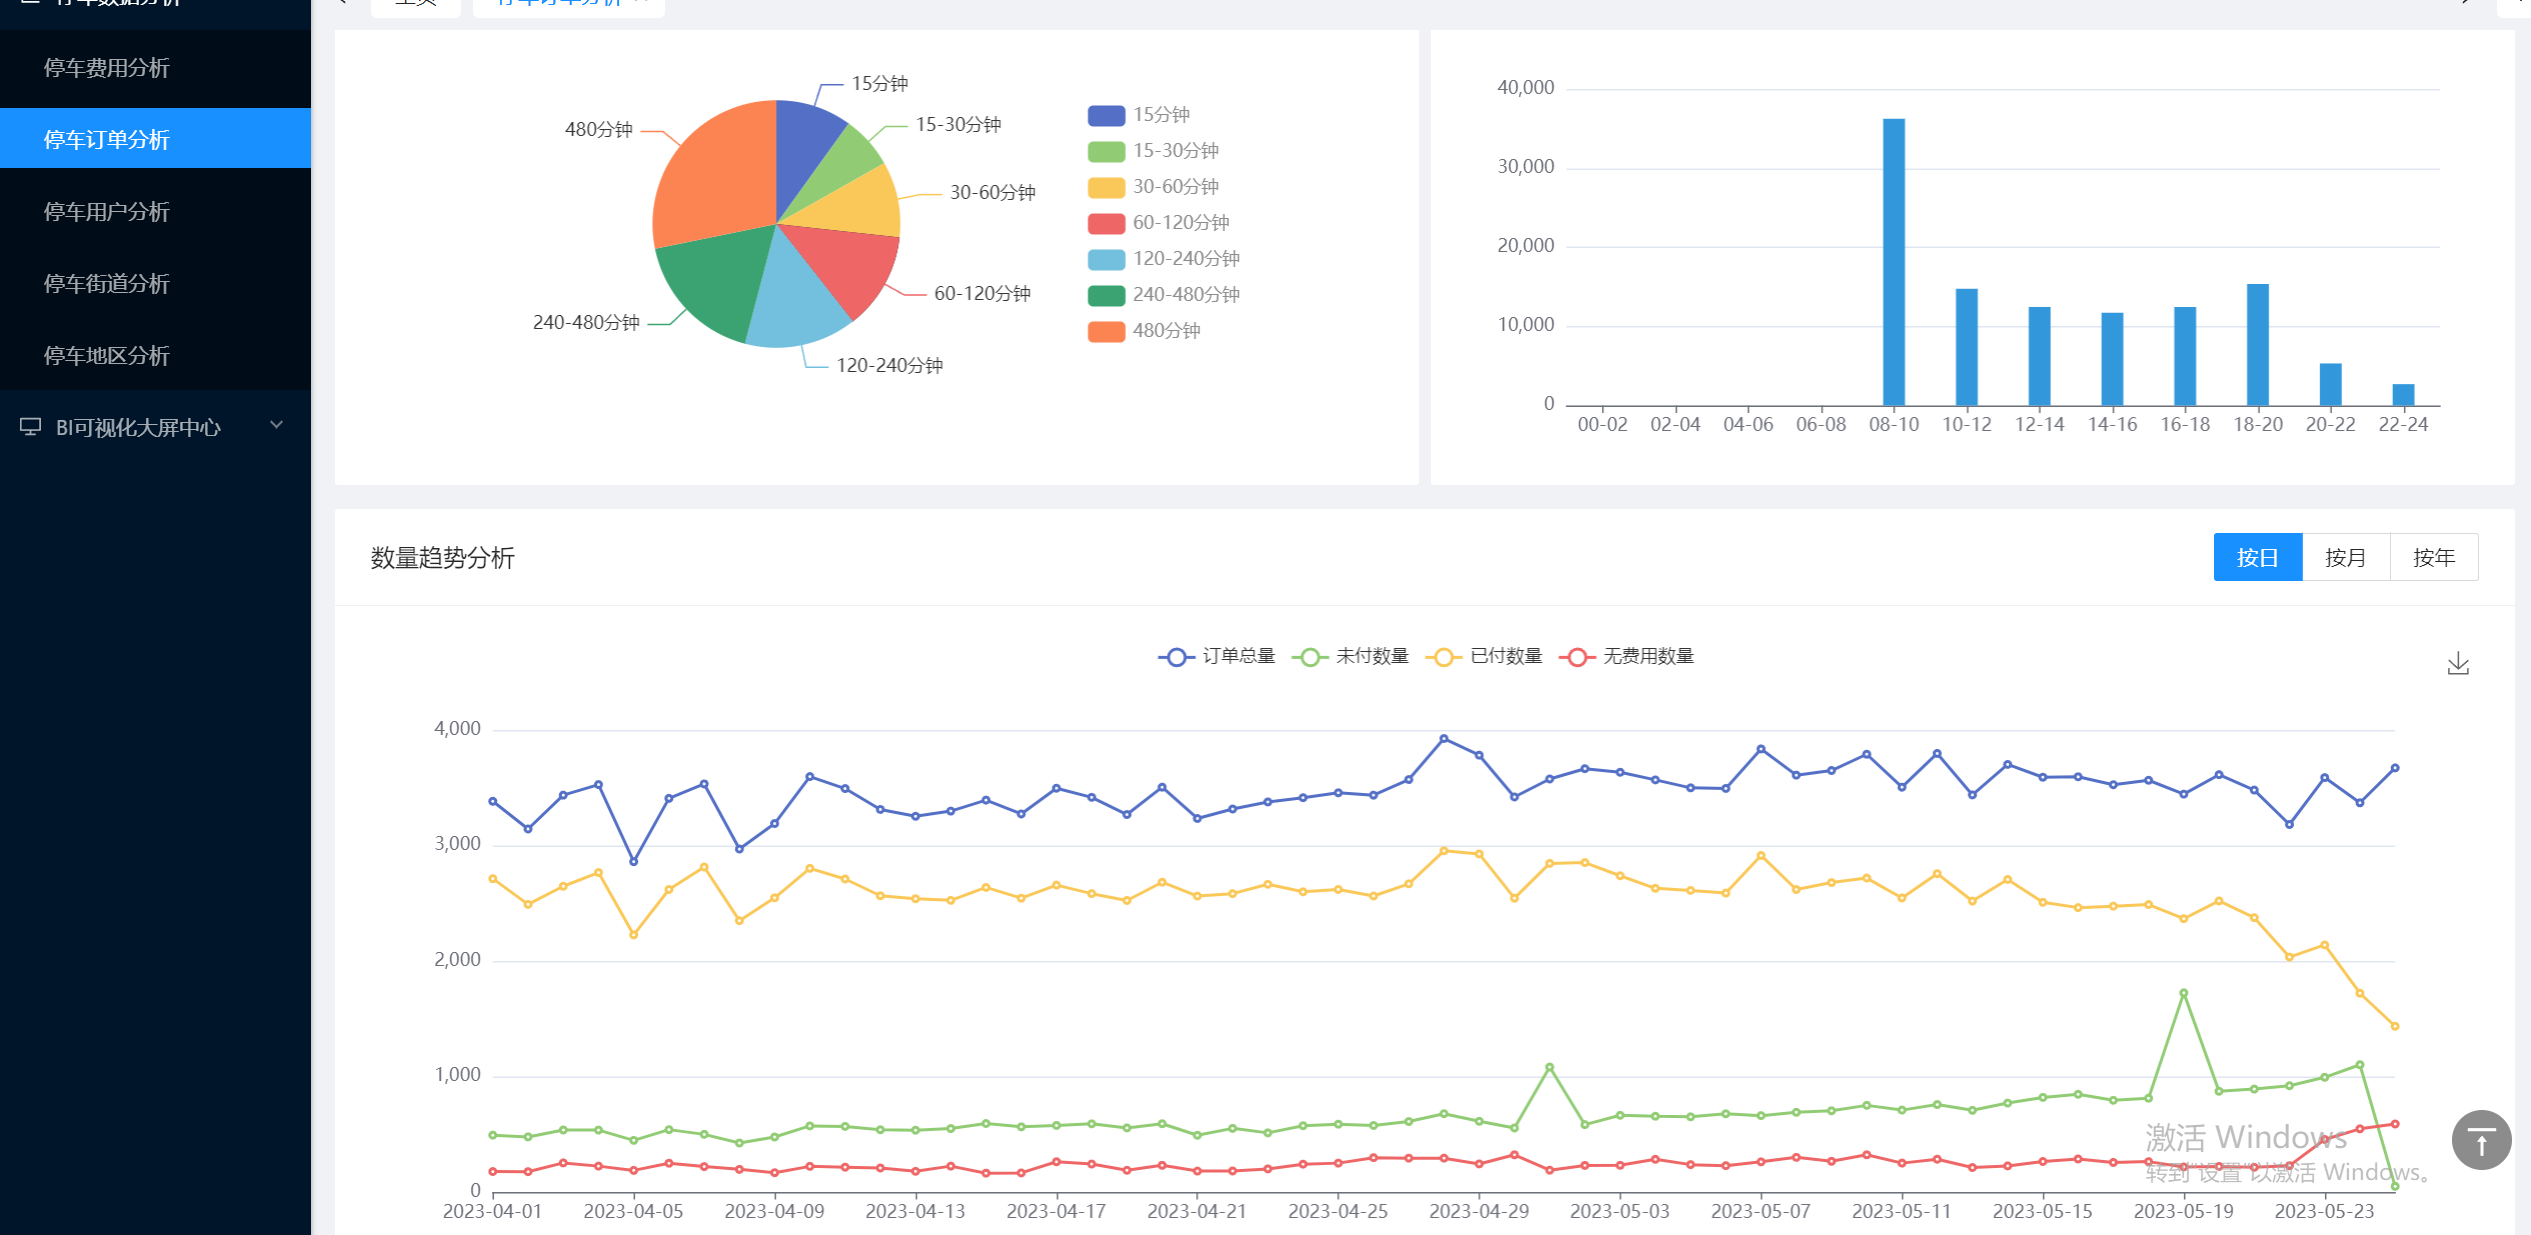 停车费用分析
停车订单分析
停车用户分析
停车街道分析
停车地区分析
BI可视化大屏中心
15分钟
15-30分钟
30-60分钟
60-120分钟
120-240分钟
240-480分钟
480分钟
15分钟
15-30分钟
30-60分钟
60-120分钟
120-240分钟
240-480分钟
480分钟
40,000
30,000
20,000
10,000
0
00-02 02-04 04-06 06-08 08-10 10-12 12-14 14-16 16-18 18-20 20-22 22-24
数量趋势分析
按日 按月 按年
订单总量 未付数量 已付数量 无费用数量
4,000
3,000
2,000
1,000
0
2023-04-01 2023-04-05 2023-04-09 2023-04-13 2023-04-17 2023-04-21 2023-04-25 2023-04-29 2023-05-03 2023-05-07 2023-05-11 2023-05-15 2023-05-19 2023-05-23
激活 Windows
转到"设置"以激活 Windows。